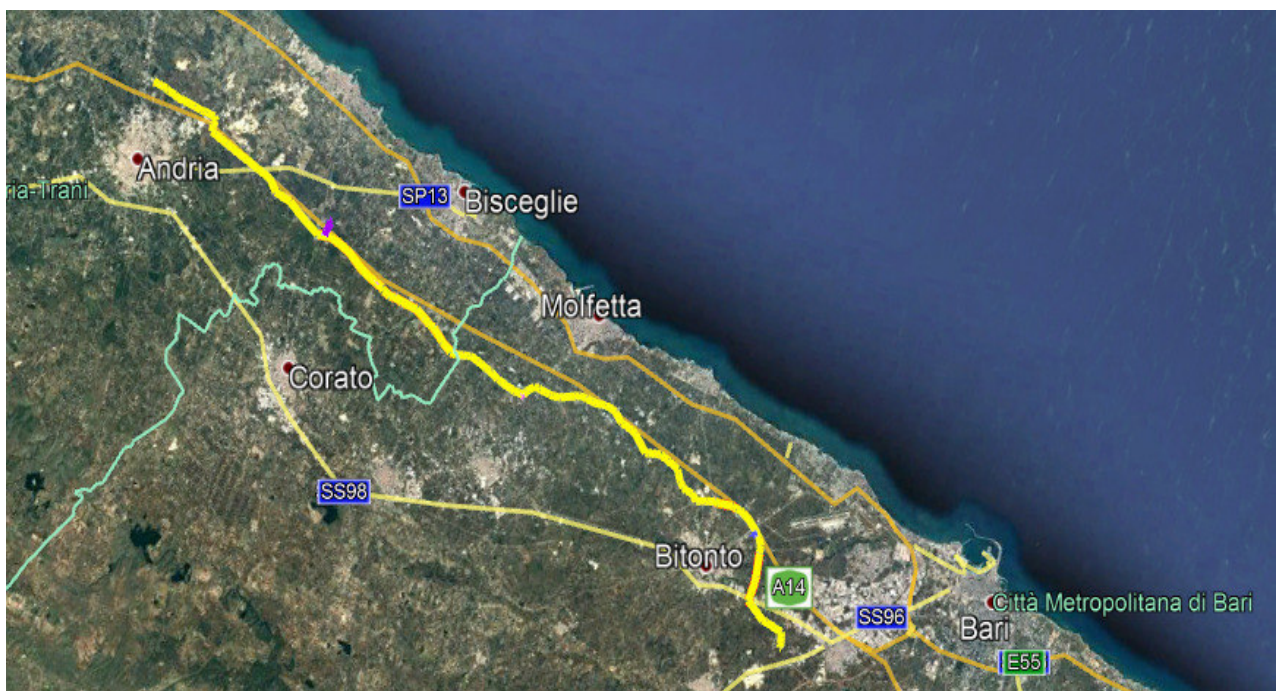 Andria
ria-Trani
SP13
Bisceglie
Molfetta
Corato
SS98
Bitonto
A14
SS96
Città Metropolitana di Bari
Bari
E55